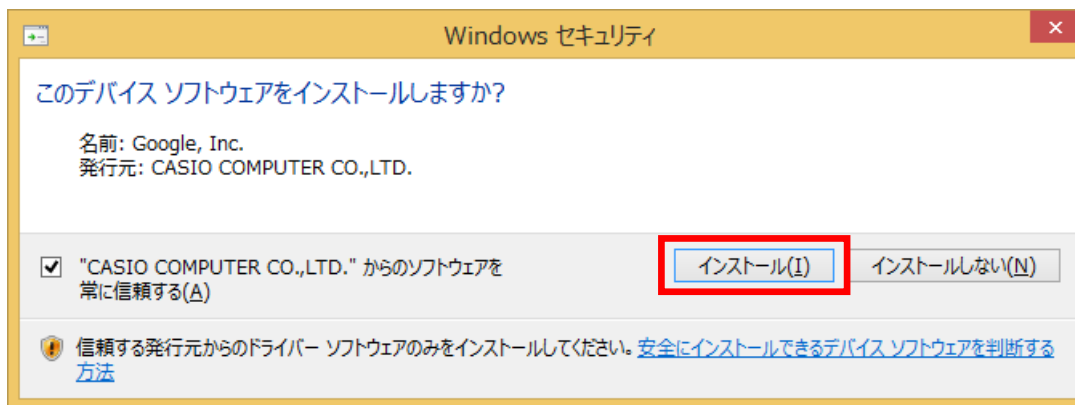 Windows セキュリティ
このデバイス ソフトウェアをインストールしますか?
名前: Google, Inc.
発行元: CASIO COMPUTER CO.,LTD.
"CASIO COMPUTER CO.,LTD." からのソフトウェアを
常に信頼する(A)
インストール(I)
インストールしない(N)
信頼する発行元からのドライバー ソフトウェアのみをインストールしてください。安全にインストールできるデバイス ソフトウェアを判断する
方法